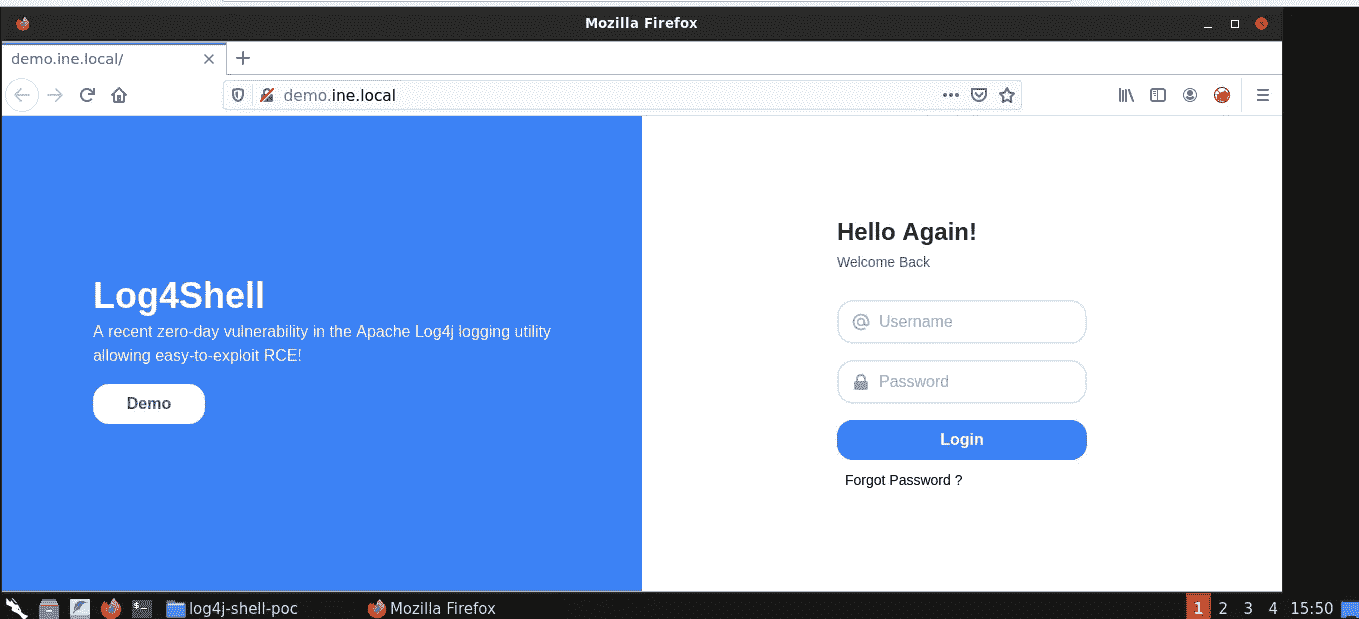 Mozilla Firefox
demo.ine.local/
demo.ine.local
Log4Shell
A recent zero-day vulnerability in the Apache Log4j logging utility
allowing easy-to-exploit RCE!
Demo
Hello Again!
Welcome Back
Username
Password
Login
Forgot Password ?
log4j-shell-poc
Mozilla Firefox
1 2 3 4 15:50